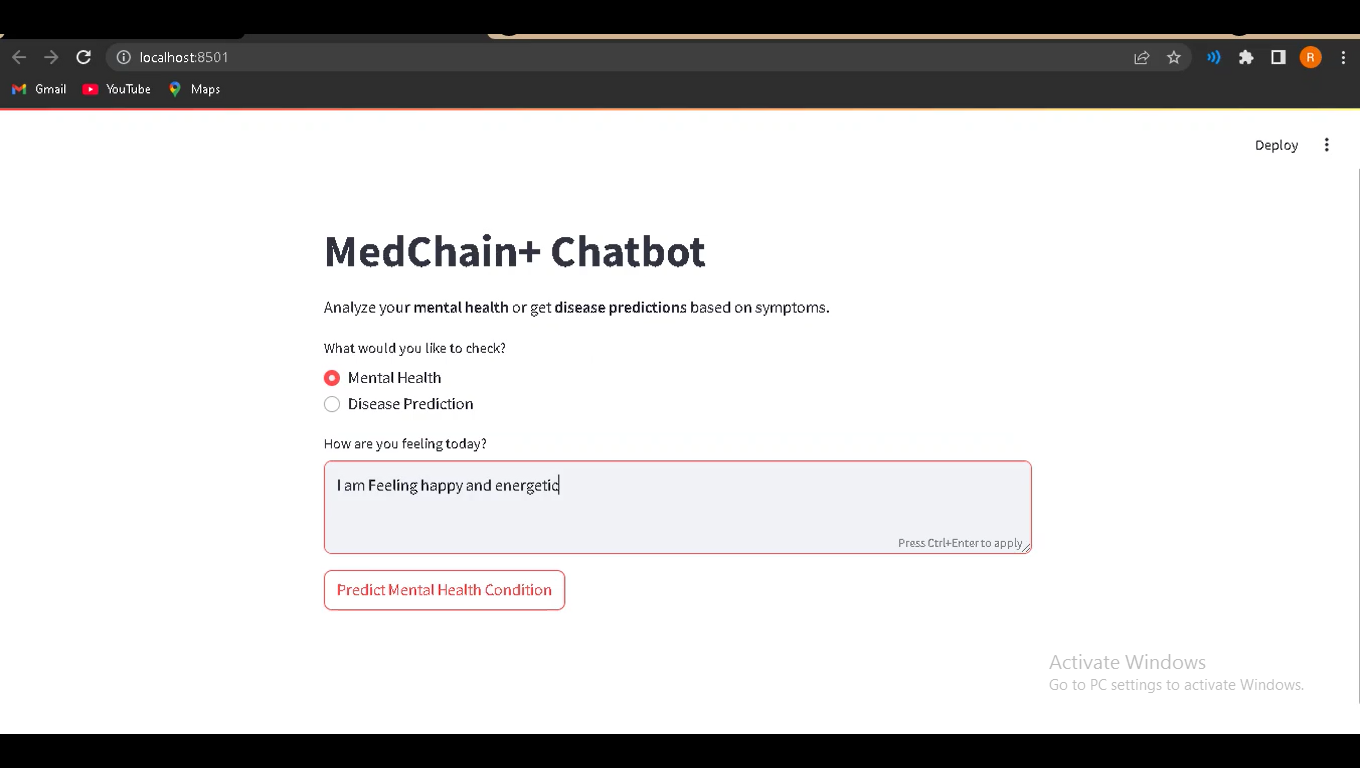 localhost:8501
R
Gmail YouTube Maps
Deploy
MedChain+ Chatbot
Analyze your mental health or get disease predictions based on symptoms.
What would you like to check?
Mental Health
Disease Prediction
How are you feeling today?
I am Feeling happy and energetic
Press Ctrl+Enter to apply
Predict Mental Health Condition
Activate Windows
Go to PC settings to activate Windows.